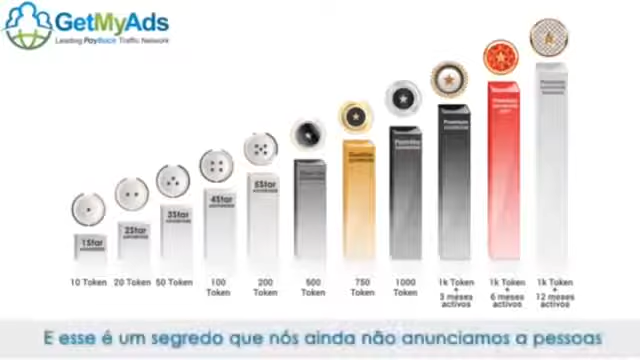 GetMyAds
Leading PayBack Traffic Network
1Star
2Star
3Star
4Star
5Star
Premium
10 Token
20 Token
50 Token
100
Token
200
Token
500
Token
750
Token
1000
Token
1k Token
+
3 meses
activos
1k Token
+
6 meses
activos
1k Token
+
12 meses
activos
E esse é um segredo que nós ainda não anunciamos a pessoas